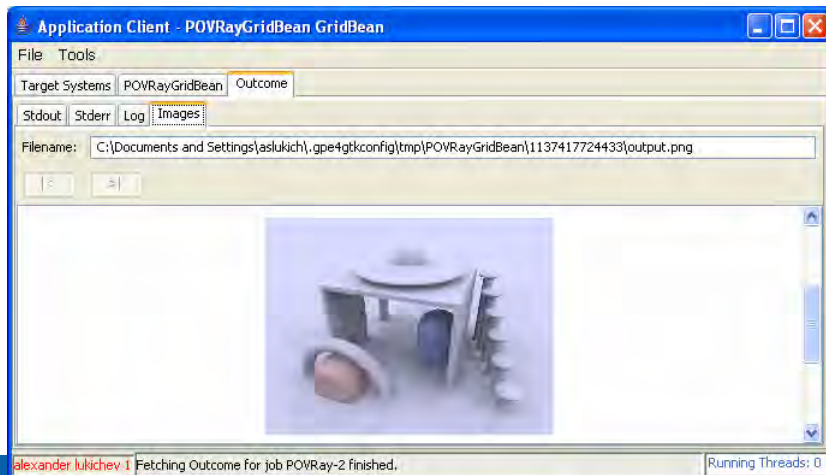 Application Client - POVRayGridBean GridBean
File Tools
Target Systems POVRayGridBean Outcome
Stdout Stderr Log Images
Filename: C:\Documents and Settings\aslukich\.gpe4gtkconfig\tmp\POVRayGridBean\1137417724433\output.png
alexander lukichev 1 Fetching Outcome for job POVRay-2 finished. Running Threads: 0